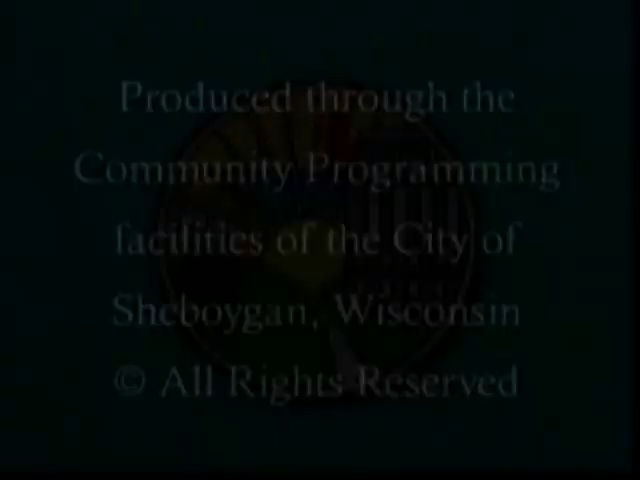 Produced through the
Community Programming
facilities of the City of
Sheboygan, Wisconsin
© All Rights Reserved